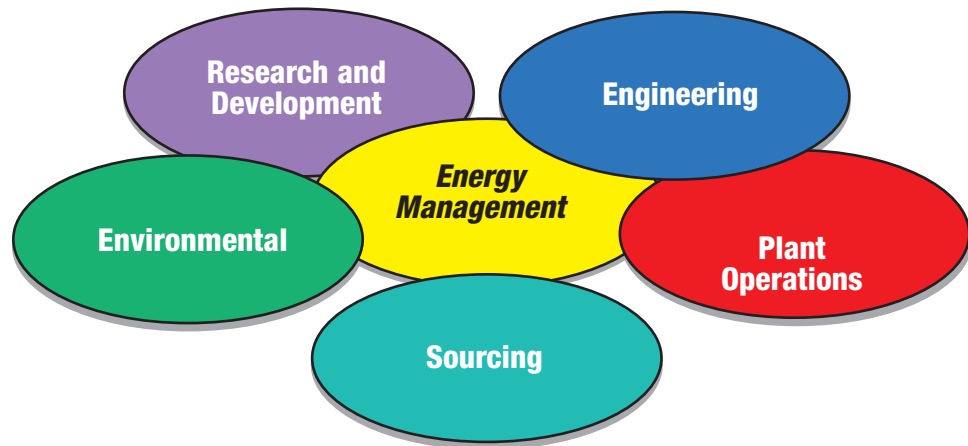 Research and
Development
Engineering
Energy
Management
Environmental
Plant
Operations
Sourcing